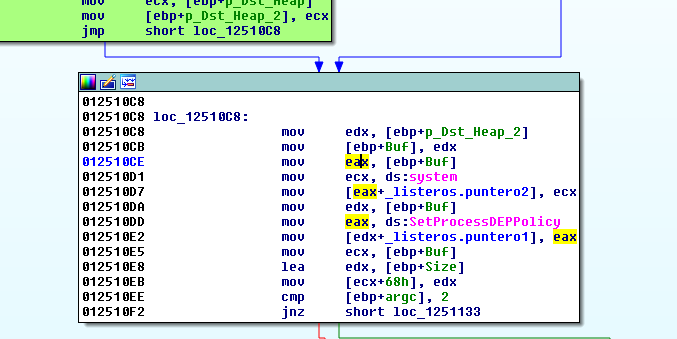 mov ecx, [ebp+p_Dst_Heap]
mov [ebp+p_Dst_Heap_2], ecx
jmp short loc_12510C8
012510C8
012510C8 loc_12510C8:
012510C8 mov edx, [ebp+p_Dst_Heap_2]
012510CB mov [ebp+Buf], edx
012510CE mov eax, [ebp+Buf]
012510D1 mov ecx, ds:system
012510D7 mov [eax+_listeros.puntero2], ecx
012510DA mov edx, [ebp+Buf]
012510DD mov eax, ds:SetProcessDEPPolicy
012510E2 mov [edx+_listeros.puntero1], eax
012510E5 mov ecx, [ebp+Buf]
012510E8 lea edx, [ebp+Size]
012510EB mov [ecx+68h], edx
012510EE cmp [ebp+argc], 2
012510F2 jnz short loc_1251133